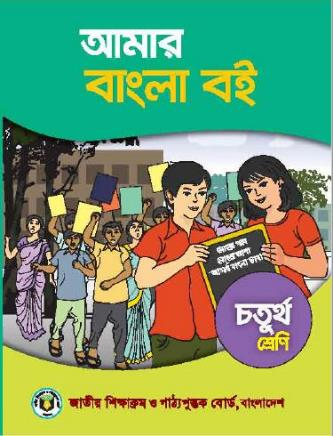 আমার
বাংলা বই
চতুর্থ
শ্রেণি
জাতীয় শিক্ষাক্রম ও পাঠ্যপুস্তক বোর্ড, বাংলাদেশ